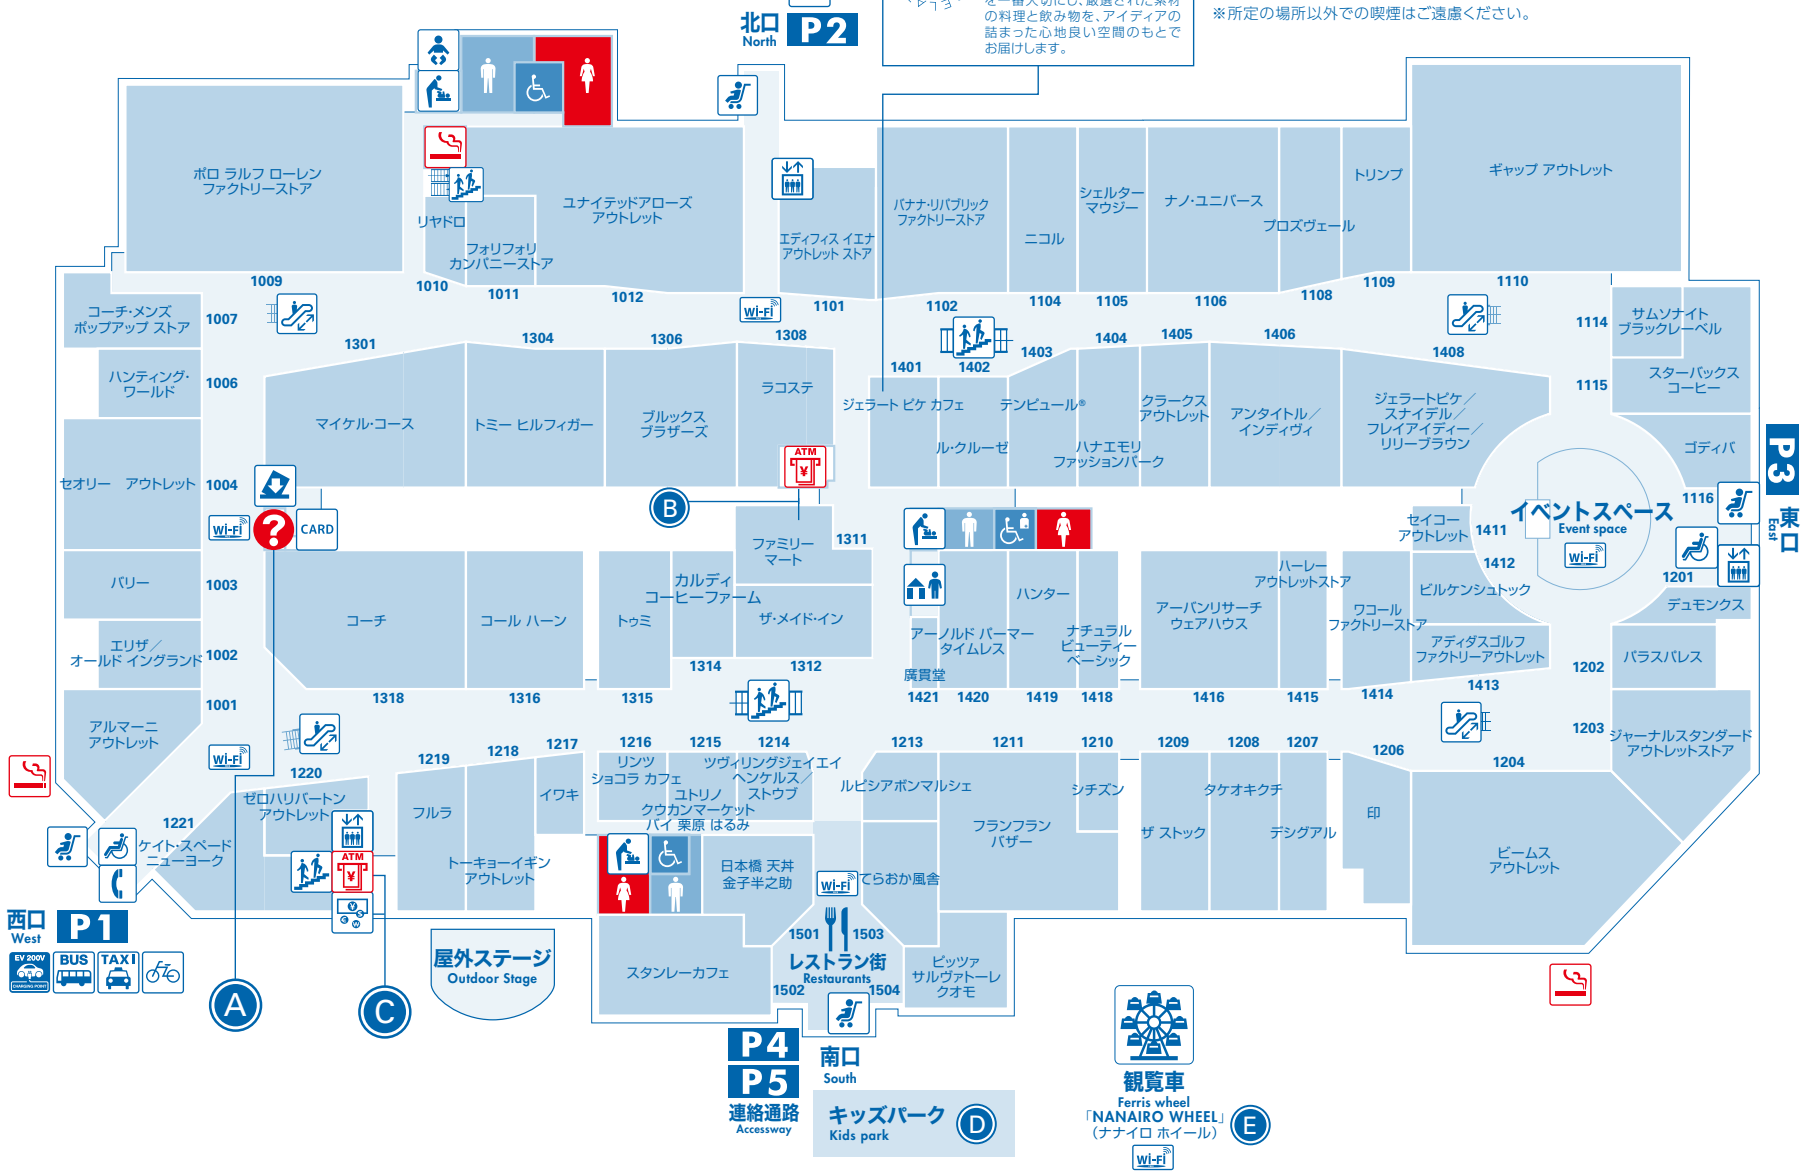 を一番大切にし、厳選された素材
の料理と飲み物を、アイディアの
詰まった心地良い空間のもとで
お届けします。
※所定の場所以外での喫煙はご遠慮ください。
北口
North
P2
ポロ ラルフ ローレン
ファクトリーストア
リヤドロ
フォリフォリ
カンパニーストア
ユナイテッドアローズ
アウトレット
エディフィス イエナ
アウトレット ストア
バナナ・リパブリック
ファクトリーストア
ニコル
シェルター
マウジー
ナノ・ユニバース
プロズヴェール
トリンプ
ギャップ アウトレット
1009
1010
1011
1012
1101
1102
1104
1105
1106
1108
1109
1110
Wi-Fi
コーチ・メンズ
ポップアップ ストア
1007
ハンティング・
ワールド
1006
セオリー アウトレット
1004
バリー
1003
エリザ／
オールド イングランド
1002
アルマーニ
アウトレット
1001
1301
1304
1306
1308
1401
1402
1403
1404
1405
1406
1408
マイケル・コース
トミー ヒルフィガー
ブルックス
ブラザーズ
ラコステ
ATM
¥
ジェラート ピケ カフェ
ル・クルーゼ
テンピュール®
ハナエモリ
ファッションパーク
クラークス
アウトレット
アンタイトル／
インディヴィ
ジェラートピケ／
スナイデル／
フレイアイディー／
リリーブラウン
1114
サムソナイト
ブラックレーベル
1115
スターバックス
コーヒー
ゴディバ
1116
P3
東口
East
イベントスペース
Event space
Wi-Fi
セイコー
アウトレット
1411
1412
ビルケンシュトック
アディダスゴルフ
ファクトリーアウトレット
1413
1201
デュモンクス
1202
パラスパレス
1203
ジャーナルスタンダード
アウトレットストア
1204
ビームス
アウトレット
Wi-Fi
?
CARD
B
ファミリー
マート
1311
コーチ
コール ハーン
トゥミ
カルディ
コーヒーファーム
ザ・メイド・イン
1318
1316
1315
1314
1312
アーノルド パーマー
タイムレス
廣貫堂
ハンター
ナチュラル
ビューティー
ベーシック
アーバンリサーチ
ウェアハウス
ハーレー
アウトレットストア
ワコール
ファクトリーストア
1421
1420
1419
1418
1416
1415
1414
Wi-Fi
1221
1220
1219
1218
1217
1216
1215
1214
1213
1211
1210
1209
1208
1207
1206
ケイト・スペード
ニューヨーク
ゼロハリバートン
アウトレット
フルラ
トーキョーイギン
アウトレット
イワキ
リンツ
ショコラ カフェ
ユトリノ
クウカンマーケット
バイ 栗原 はるみ
ツヴィリングジェイエイ
ヘンケルス／
ストウブ
ルピシアボンマルシェ
フランフラン
バザー
シチズン
ザ ストック
タケオキクチ
デシグアル
印
ATM
¥
日本橋 天丼
金子半之助
Wi-Fi
てらおか風舎
1501
1503
レストラン街
Restaurants
1502
1504
スタンレーカフェ
ピッツァ
サルヴァトーレ
クオモ
西口
West
P1
EV 200V
CHARGING POINT
BUS
TAXI
A
C
屋外ステージ
Outdoor Stage
P4
P5
連絡通路
Accessway
南口
South
キッズパーク
Kids park
D
観覧車
Ferris wheel
「NANAIRO WHEEL」
（ナナイロ ホイール）
E
Wi-Fi